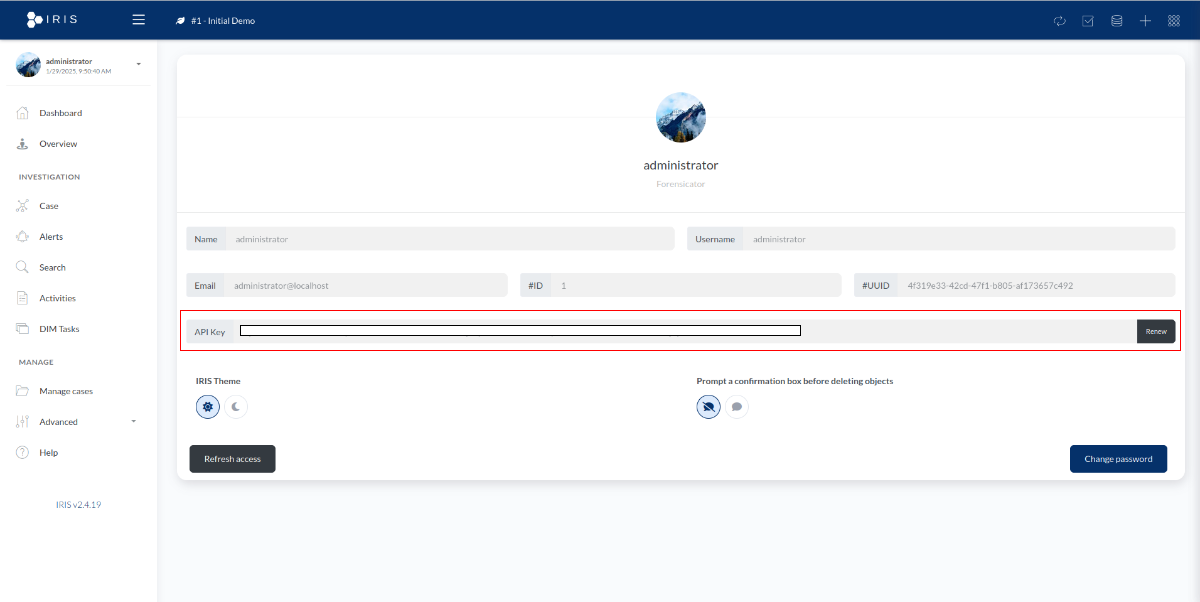 IRIS
#1 - Initial Demo
administrator
1/29/2025, 9:50:40 AM
Dashboard
Overview
INVESTIGATION
Case
Alerts
Search
Activities
DIM Tasks
MANAGE
Manage cases
Advanced
Help
IRIS v2.4.19
administrator
Forensicator
Name administrator Username administrator
Email administrator@localhost #ID 1 #UUID 4f319e33-42cd-47f1-b805-af173657c492
API Key Renew
IRIS Theme Prompt a confirmation box before deleting objects
Refresh access Change password